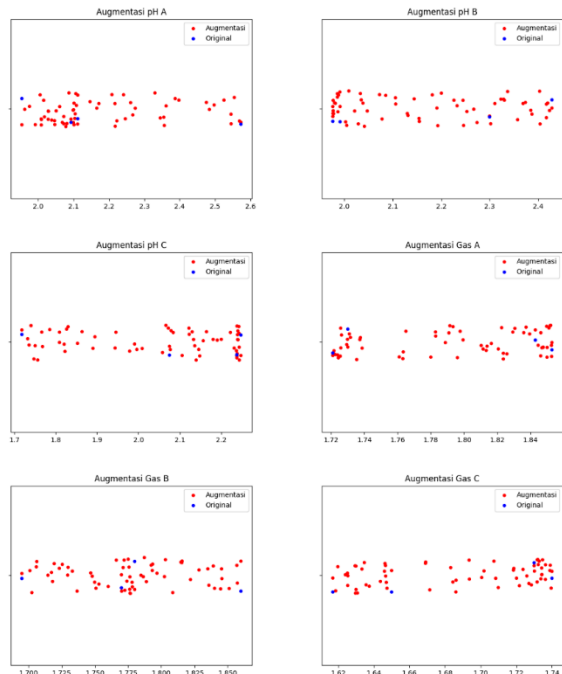 Augmentasi pH A
Augmentasi
Original
2.0 2.1 2.2 2.3 2.4 2.5 2.6
Augmentasi pH B
Augmentasi
Original
2.0 2.1 2.2 2.3 2.4
Augmentasi pH C
Augmentasi
Original
1.7 1.8 1.9 2.0 2.1 2.2
Augmentasi Gas A
Augmentasi
Original
1.72 1.74 1.76 1.78 1.80 1.82 1.84
Augmentasi Gas B
Augmentasi
Original
1.700 1.725 1.750 1.775 1.800 1.825 1.850
Augmentasi Gas C
Augmentasi
Original
1.62 1.64 1.66 1.68 1.70 1.72 1.74